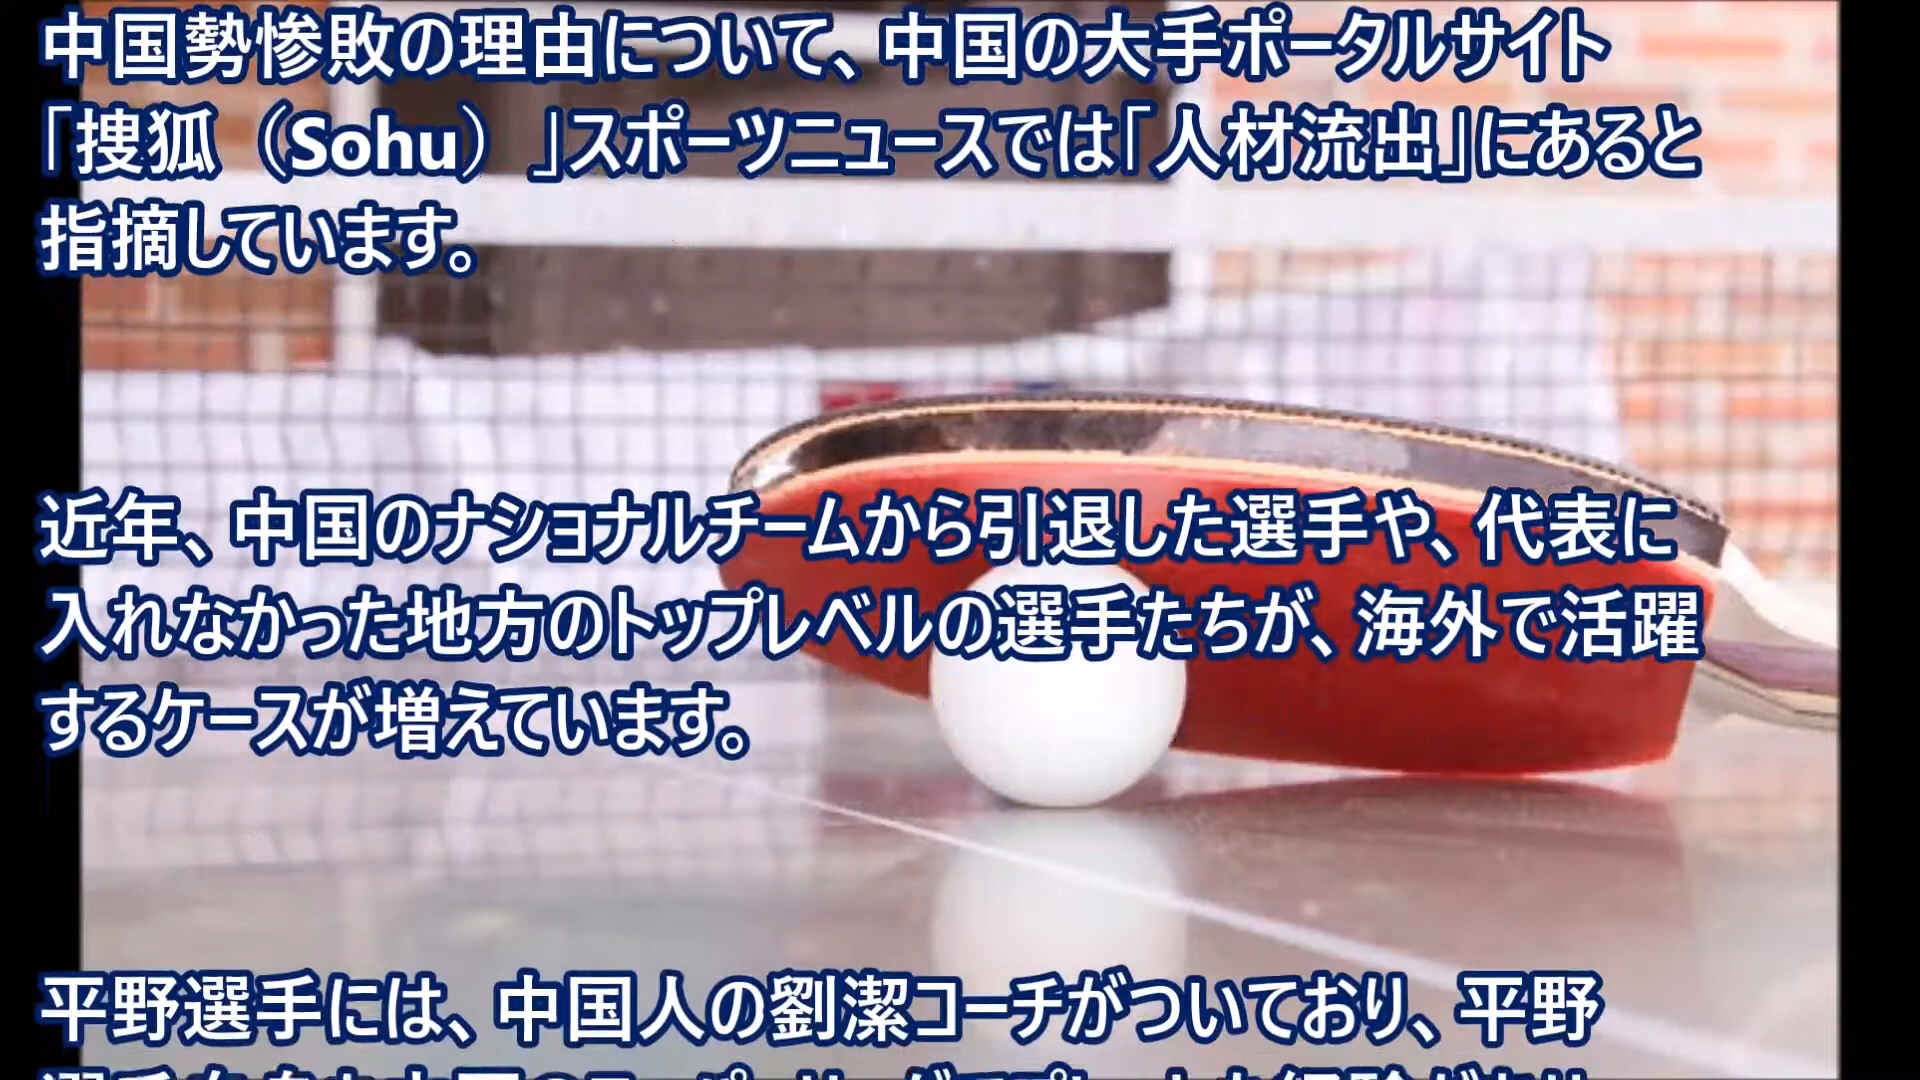 中国勢惨敗の理由について、中国の大手ポータルサイト
「捜狐（Sohu）」スポーツニュースでは「人材流出」にあると
指摘しています。
近年、中国のナショナルチームから引退した選手や、代表に
入れなかった地方のトップレベルの選手たちが、海外で活躍
するケースが増えています。
平野選手には、中国人の劉潔コーチがついており、平野